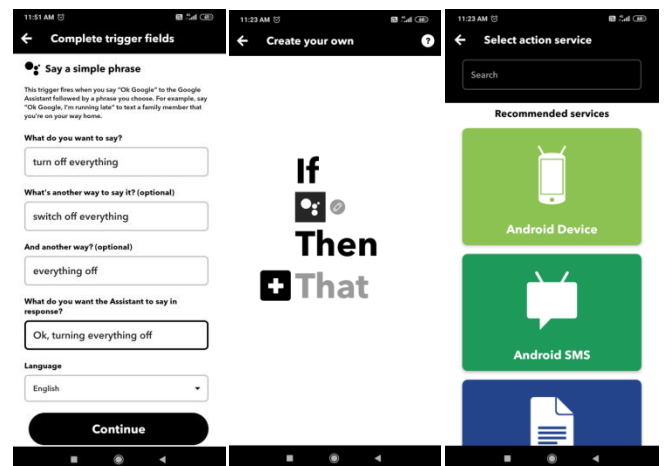 11:51 AM
Complete trigger fields
Say a simple phrase
This trigger fires when you say "Ok Google" to the Google
Assistant followed by a phrase you choose. For example, say
"Ok Google, I'm running late" to text a family member that
you're on your way home.
What do you want to say?
turn off everything
What's another way to say it? (optional)
switch off everything
And another way? (optional)
everything off
What do you want the Assistant to say in
response?
Ok, turning everything off
Language
English
Continue
11:23 AM
Create your own
?
If
Then
That
11:23 AM
Select action service
Search
Recommended services
Android Device
Android SMS